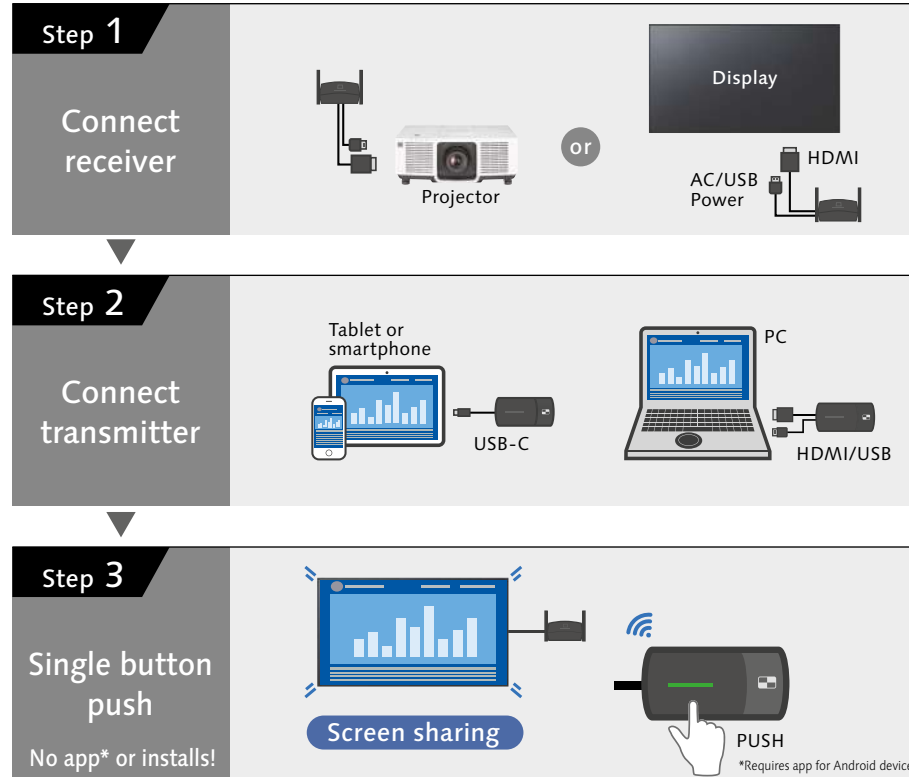 Step 1
Connect
receiver
Projector
or
Display
HDMI
AC/USB
Power
Step 2
Connect
transmitter
Tablet or
smartphone
USB-C
PC
HDMI/USB
Step 3
Single button
push
No app* or installs!
Screen sharing
PUSH
*Requires app for Android device